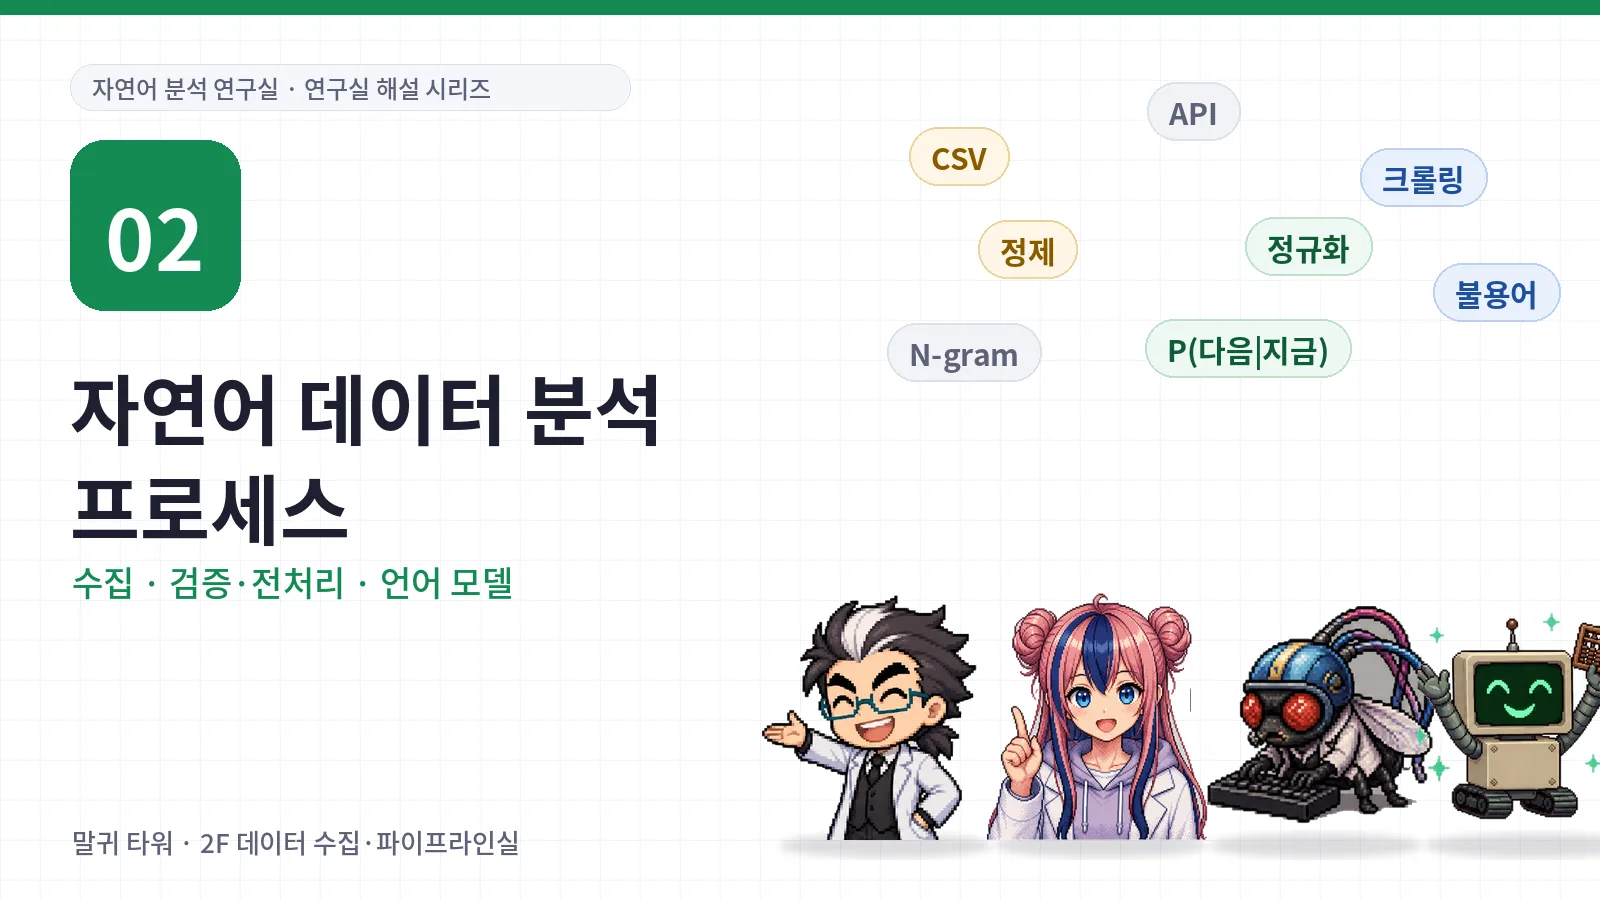 자연어 분석 연구실 · 연구실 해설 시리즈
02
자연어 데이터 분석
프로세스
수집 · 검증·전처리 · 언어 모델
말귀 타워 · 2F 데이터 수집·파이프라인실
API
CSV
크롤링
정제
정규화
불용어
N-gram
P(다음|지금)